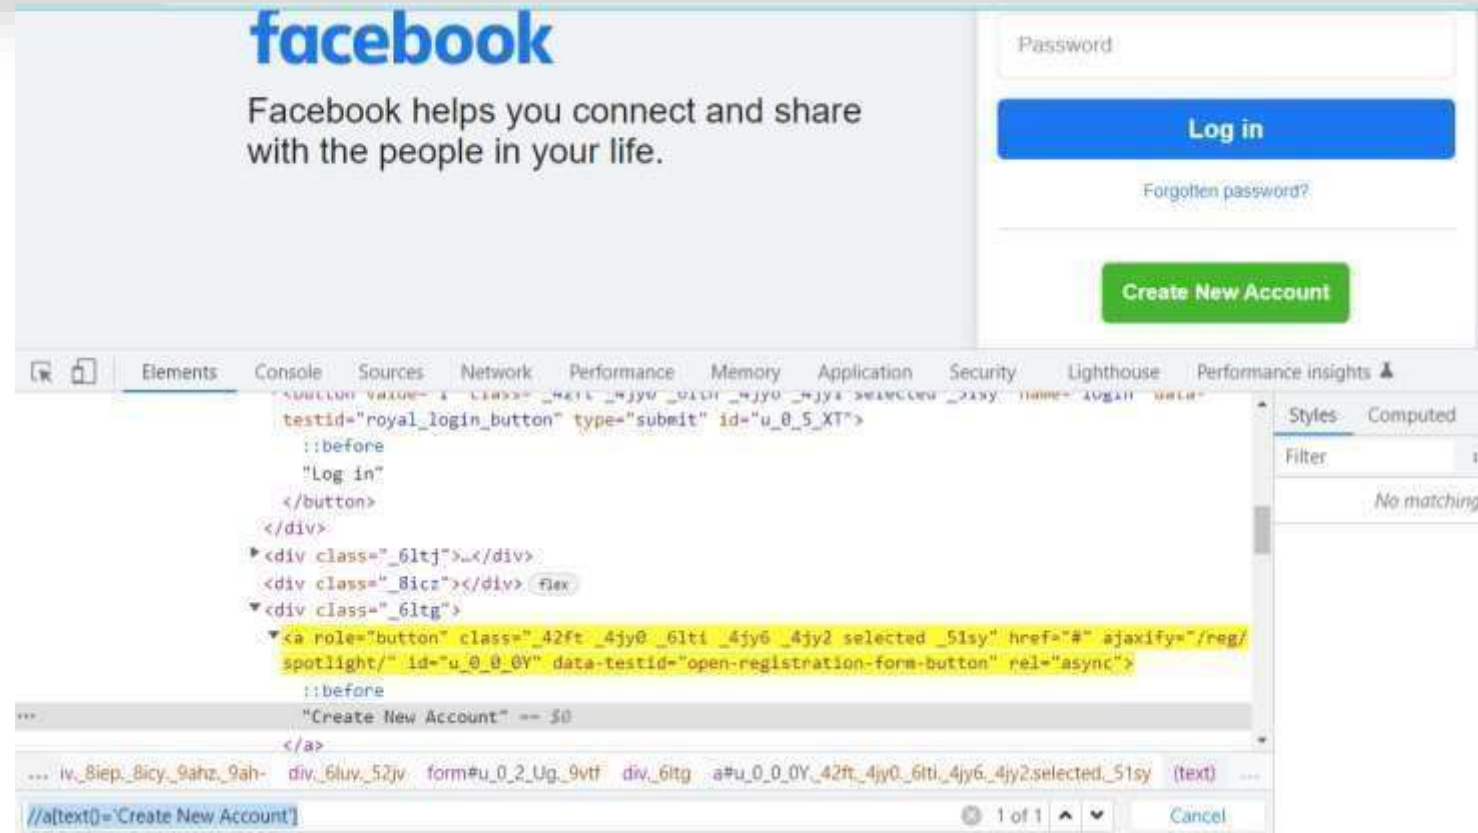 facebook
Facebook helps you connect and share
with the people in your life.
Password
Log in
Forgotten password?
Create New Account
Elements Console Sources Network Performance Memory Application Security Lighthouse Performance insights
testid="royal_login_button" type="submit" id="u_0_5_XT">
::before
"Log in"
</button>
</div>
<div class="_6ltj">…</div>
<div class="_8icz"></div> flex
<div class="_6ltg">
<a role="button" class="_42ft _4jy0 _6lti _4jy6 _4jy2 selected _51sy" href="#" ajaxify="/reg/
spotlight/" id="u_0_0_0Y" data-testid="open-registration-form-button" rel="async">
::before
... "Create New Account" == $0
</a>
... iv._8iep._8icy._9ahz._9ah- div._6luv._52jv form#u_0_2_Ug._9vtf div._6ltg a#u_0_0_0Y._42ft._4jy0._6lti._4jy6._4jy2.selected._51sy (text) ...
//a[text()='Create New Account'] 1 of 1 Cancel
Styles Computed
Filter
No matching